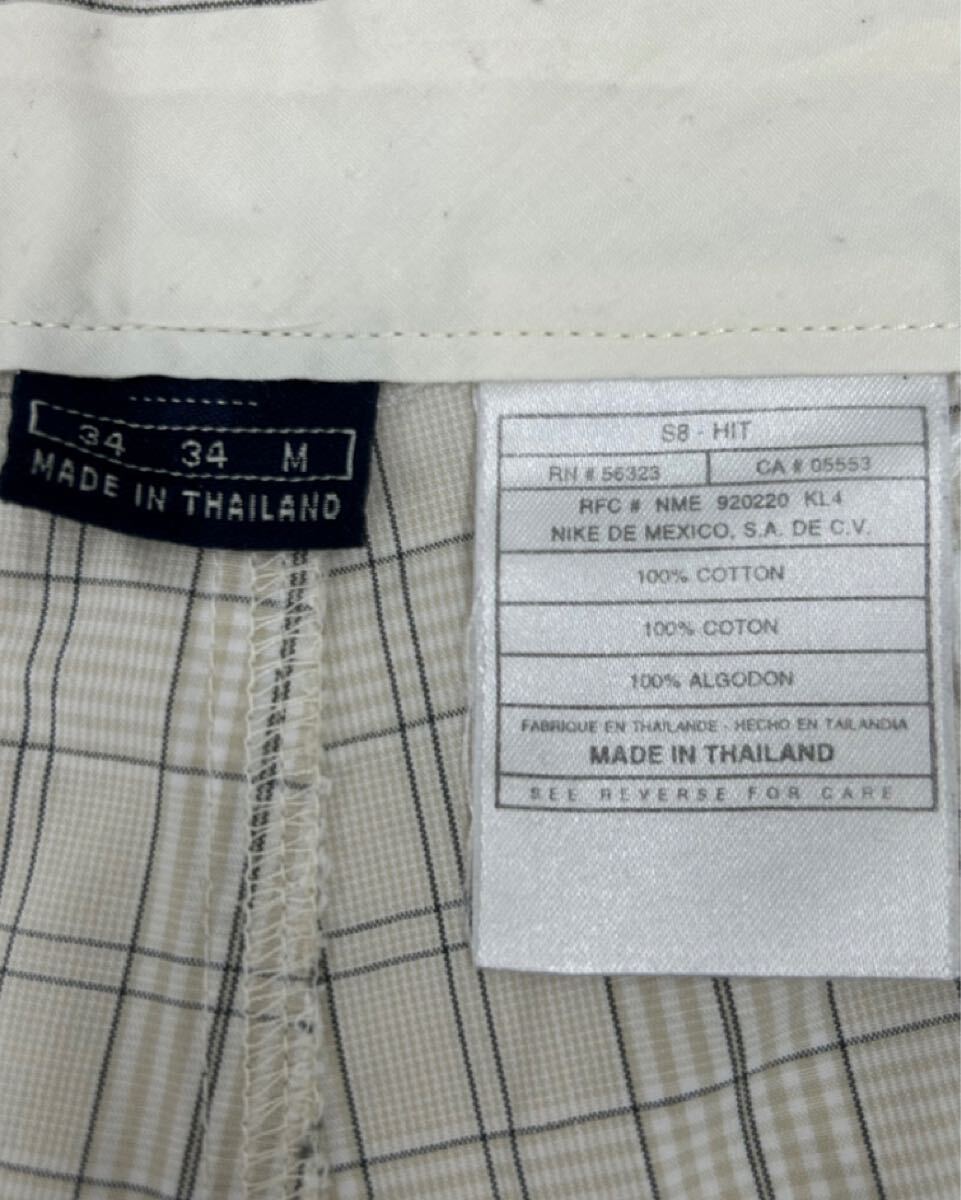 34 34 M
MADE IN THAILAND
S8 - HIT
RN # 56323 CA # 05553
RFC # NME 920220 KL4
NIKE DE MEXICO, S.A. DE C.V.
100% COTTON
100% COTON
100% ALGODON
FABRIQUE EN THAILANDE - HECHO EN TAILANDIA
MADE IN THAILAND
SEE REVERSE FOR CARE